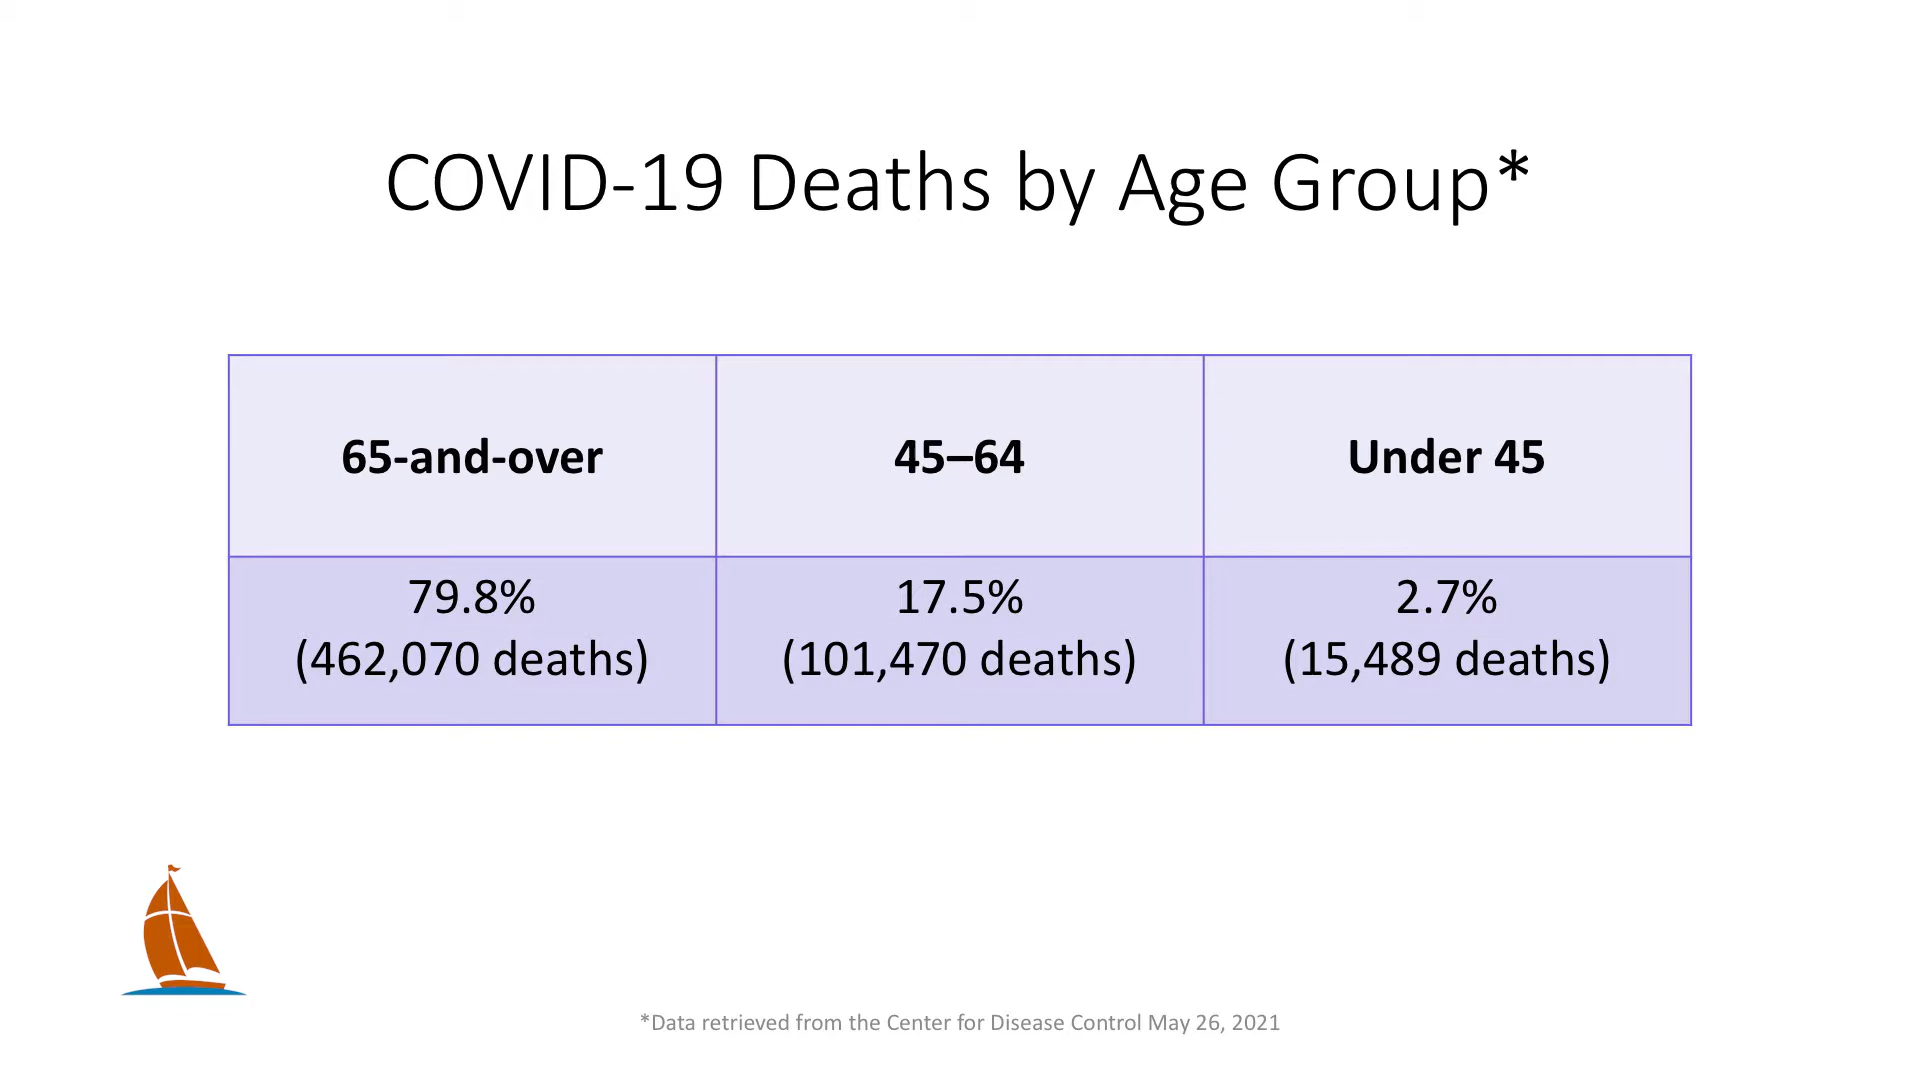 COVID-19 Deaths by Age Group*
65-and-over
45–64
Under 45
79.8%
(462,070 deaths)
17.5%
(101,470 deaths)
2.7%
(15,489 deaths)
*Data retrieved from the Center for Disease Control May 26, 2021